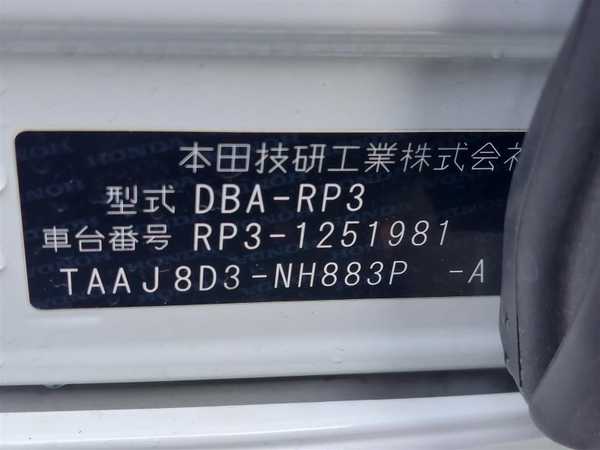 本田技研工業株式会
型式 DBA-RP3
車台番号 RP3-1251981
TAAJ8D3-NH883P -A